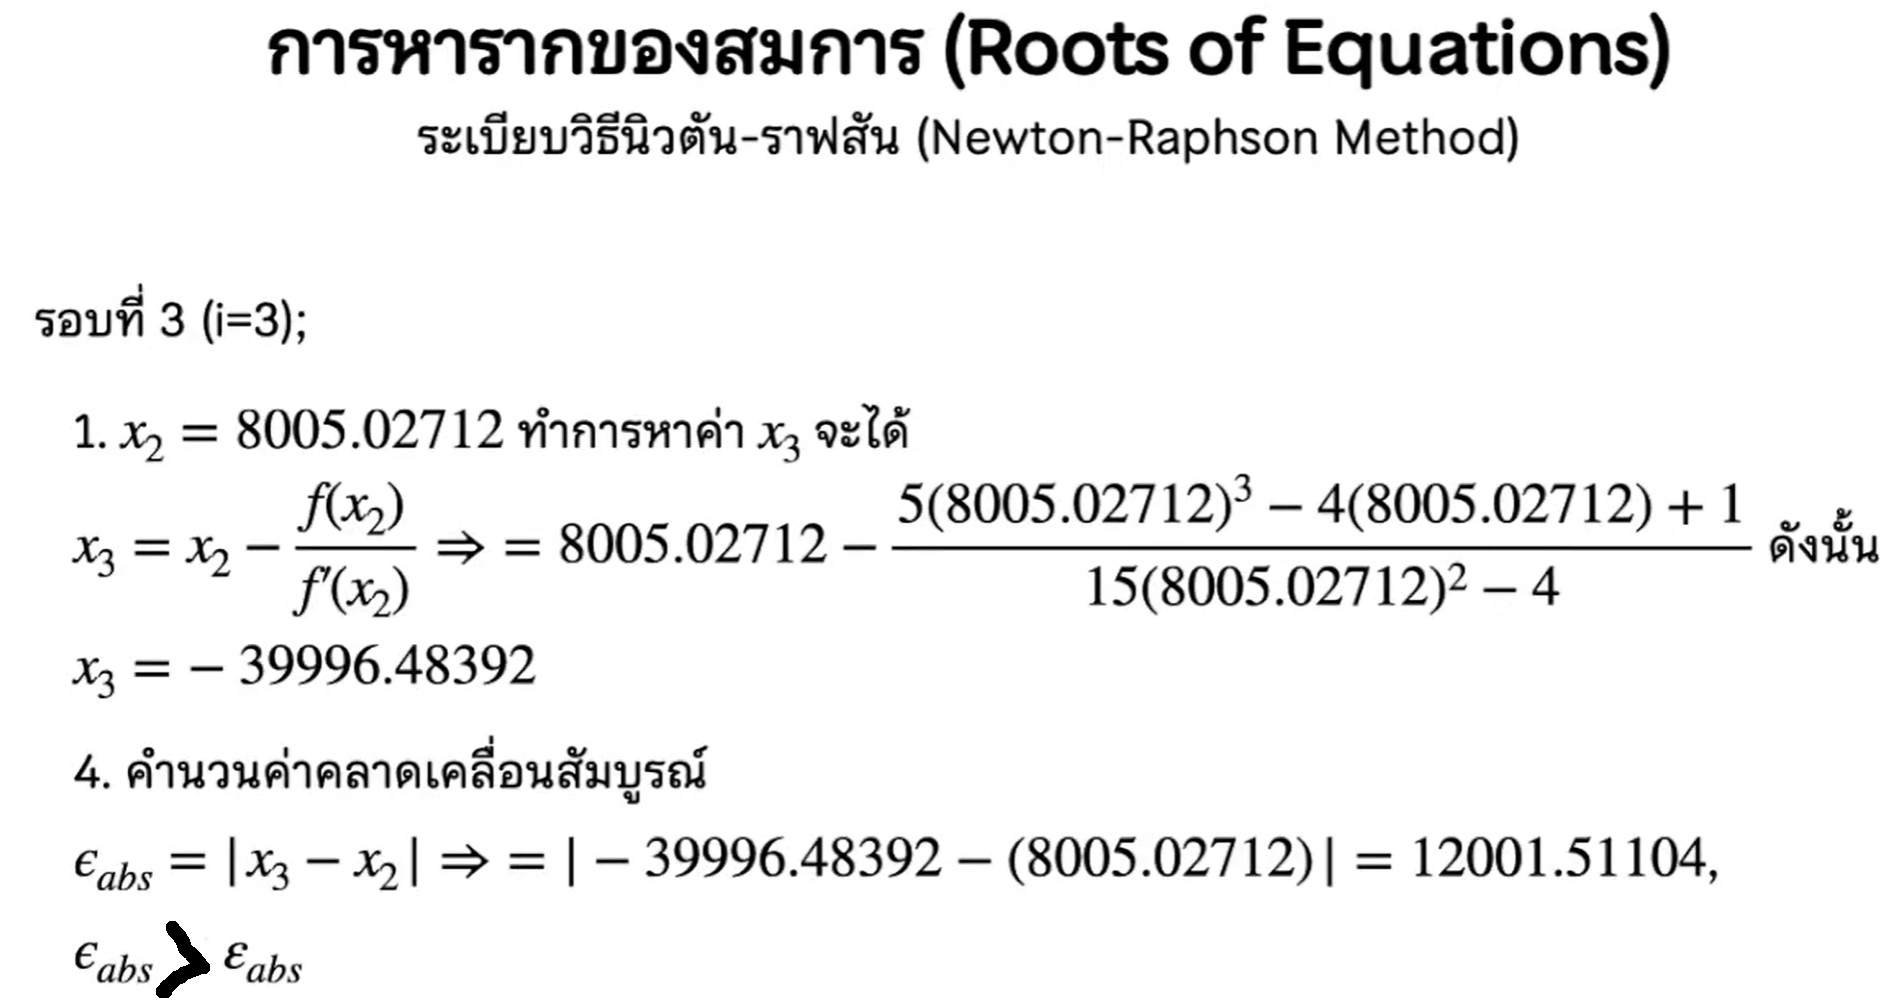 การหารากของสมการ (Roots of Equations)
ระเบียบวิธีนิวตัน-ราฟสัน (Newton-Raphson Method)
รอบที่ 3 (i=3);
1. x₂ = 8005.02712 ทำการหาค่า x₃ จะได้
x₃ = x₂ − f(x₂)/f′(x₂) ⇒ = 8005.02712 − (5(8005.02712)³ − 4(8005.02712) + 1)/(15(8005.02712)² − 4) ดังนั้น
x₃ = − 39996.48392
4. คำนวนค่าคลาดเคลื่อนสัมบูรณ์
ϵ_abs = |x₃ − x₂| ⇒ = | − 39996.48392 − (8005.02712)| = 12001.51104,
ϵ_abs > ε_abs